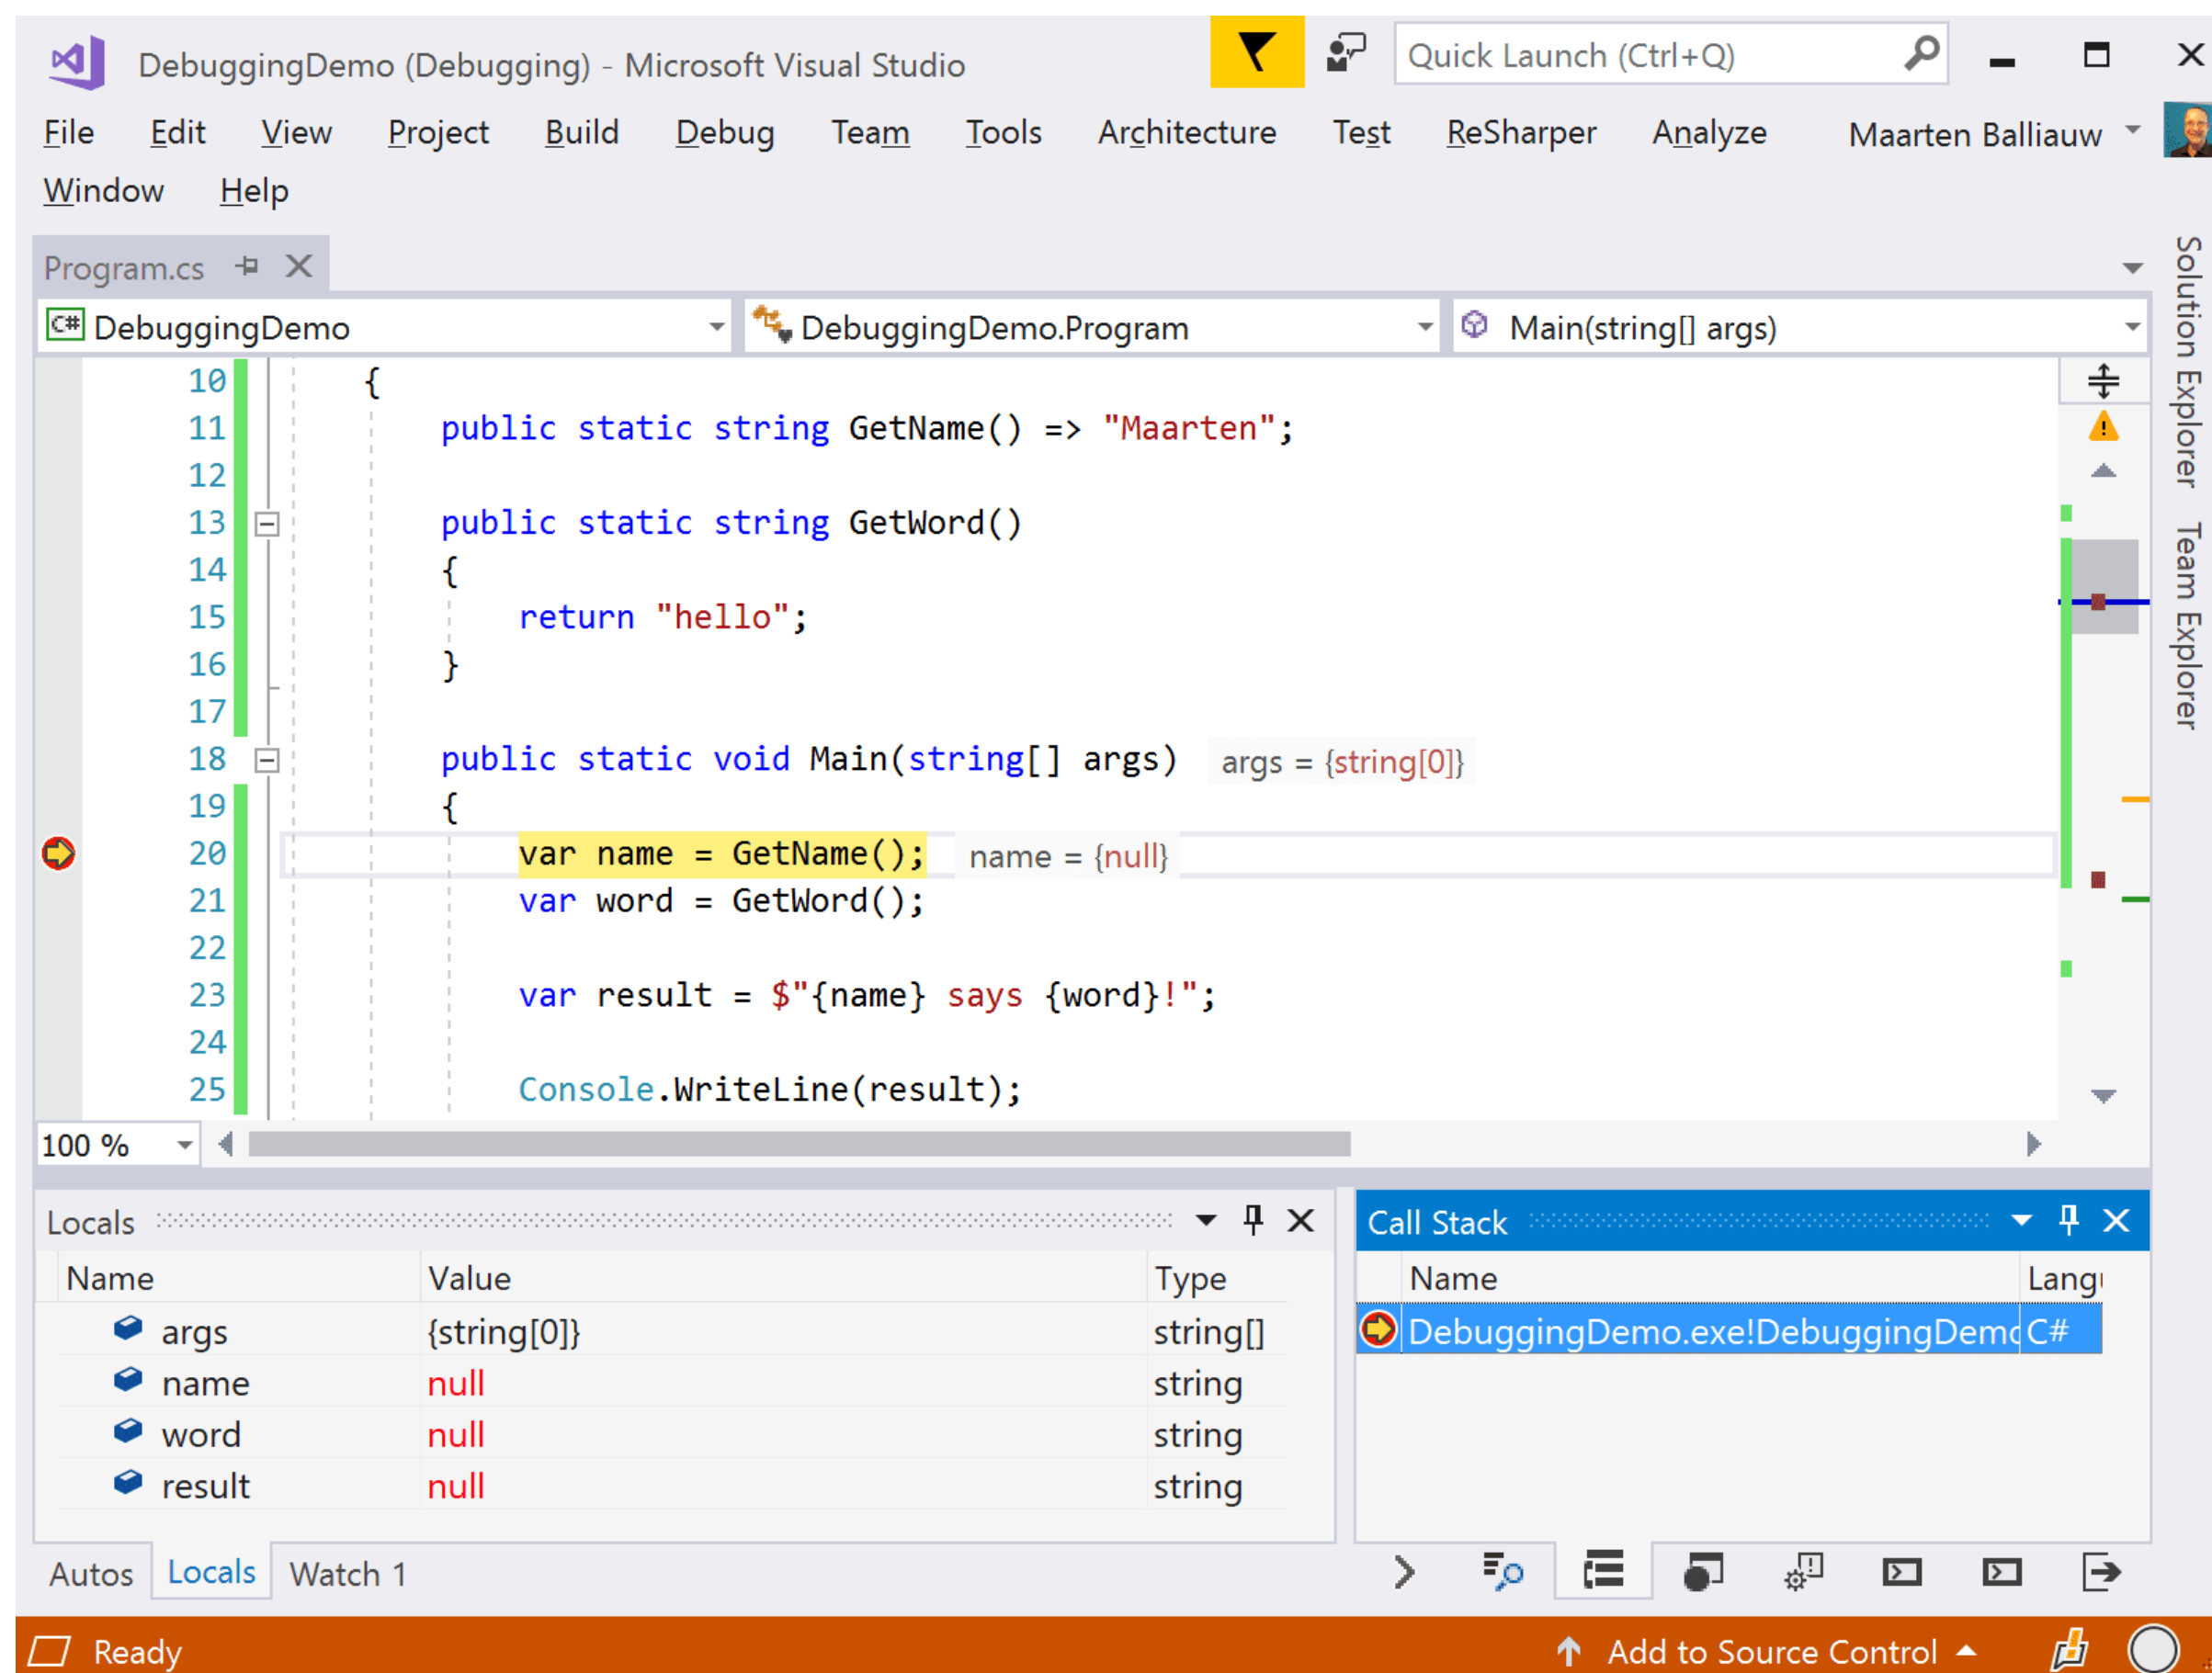 DebuggingDemo (Debugging) - Microsoft Visual Studio
Quick Launch (Ctrl+Q)
File Edit View Project Build Debug Team Tools Architecture Test ReSharper Analyze Maarten Balliauw
Window Help
Program.cs
C# DebuggingDemo DebuggingDemo.Program Main(string[] args)
10 {
11 public static string GetName() => "Maarten";
12
13 public static string GetWord()
14 {
15 return "hello";
16 }
17
18 public static void Main(string[] args) args = {string[0]}
19 {
20 var name = GetName(); name = {null}
21 var word = GetWord();
22
23 var result = $"{name} says {word}!";
24
25 Console.WriteLine(result);
100 %
Solution Explorer
Team Explorer
Locals
Name Value Type
args {string[0]} string[]
name null string
word null string
result null string
Autos Locals Watch 1
Call Stack
Name Lang
DebuggingDemo.exe!DebuggingDemo C#
Ready
Add to Source Control